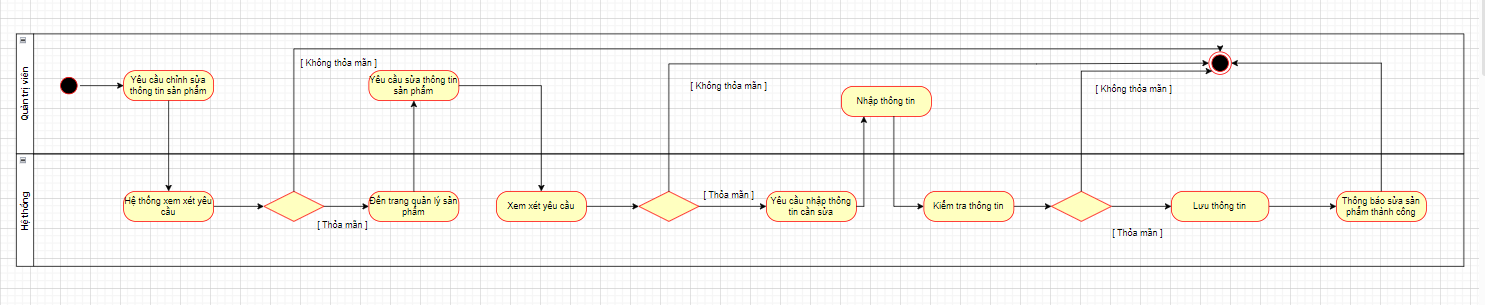 Quản trị viên
Yêu cầu chỉnh sửa
thông tin sản phẩm
[ Không thỏa mãn ]
Yêu cầu sửa thông tin
sản phẩm
[ Không thỏa mãn ]
Nhập thông tin
[ Không thỏa mãn ]
Hệ thống
Hệ thống xem xét yêu
cầu
[ Thỏa mãn ]
Đến trang quản lý sản
phẩm
Xem xét yêu cầu
[ Thỏa mãn ]
Yêu cầu nhập thông
tin cần sửa
Kiểm tra thông tin
[ Thỏa mãn ]
Lưu thông tin
Thông báo sửa sản
phẩm thành công